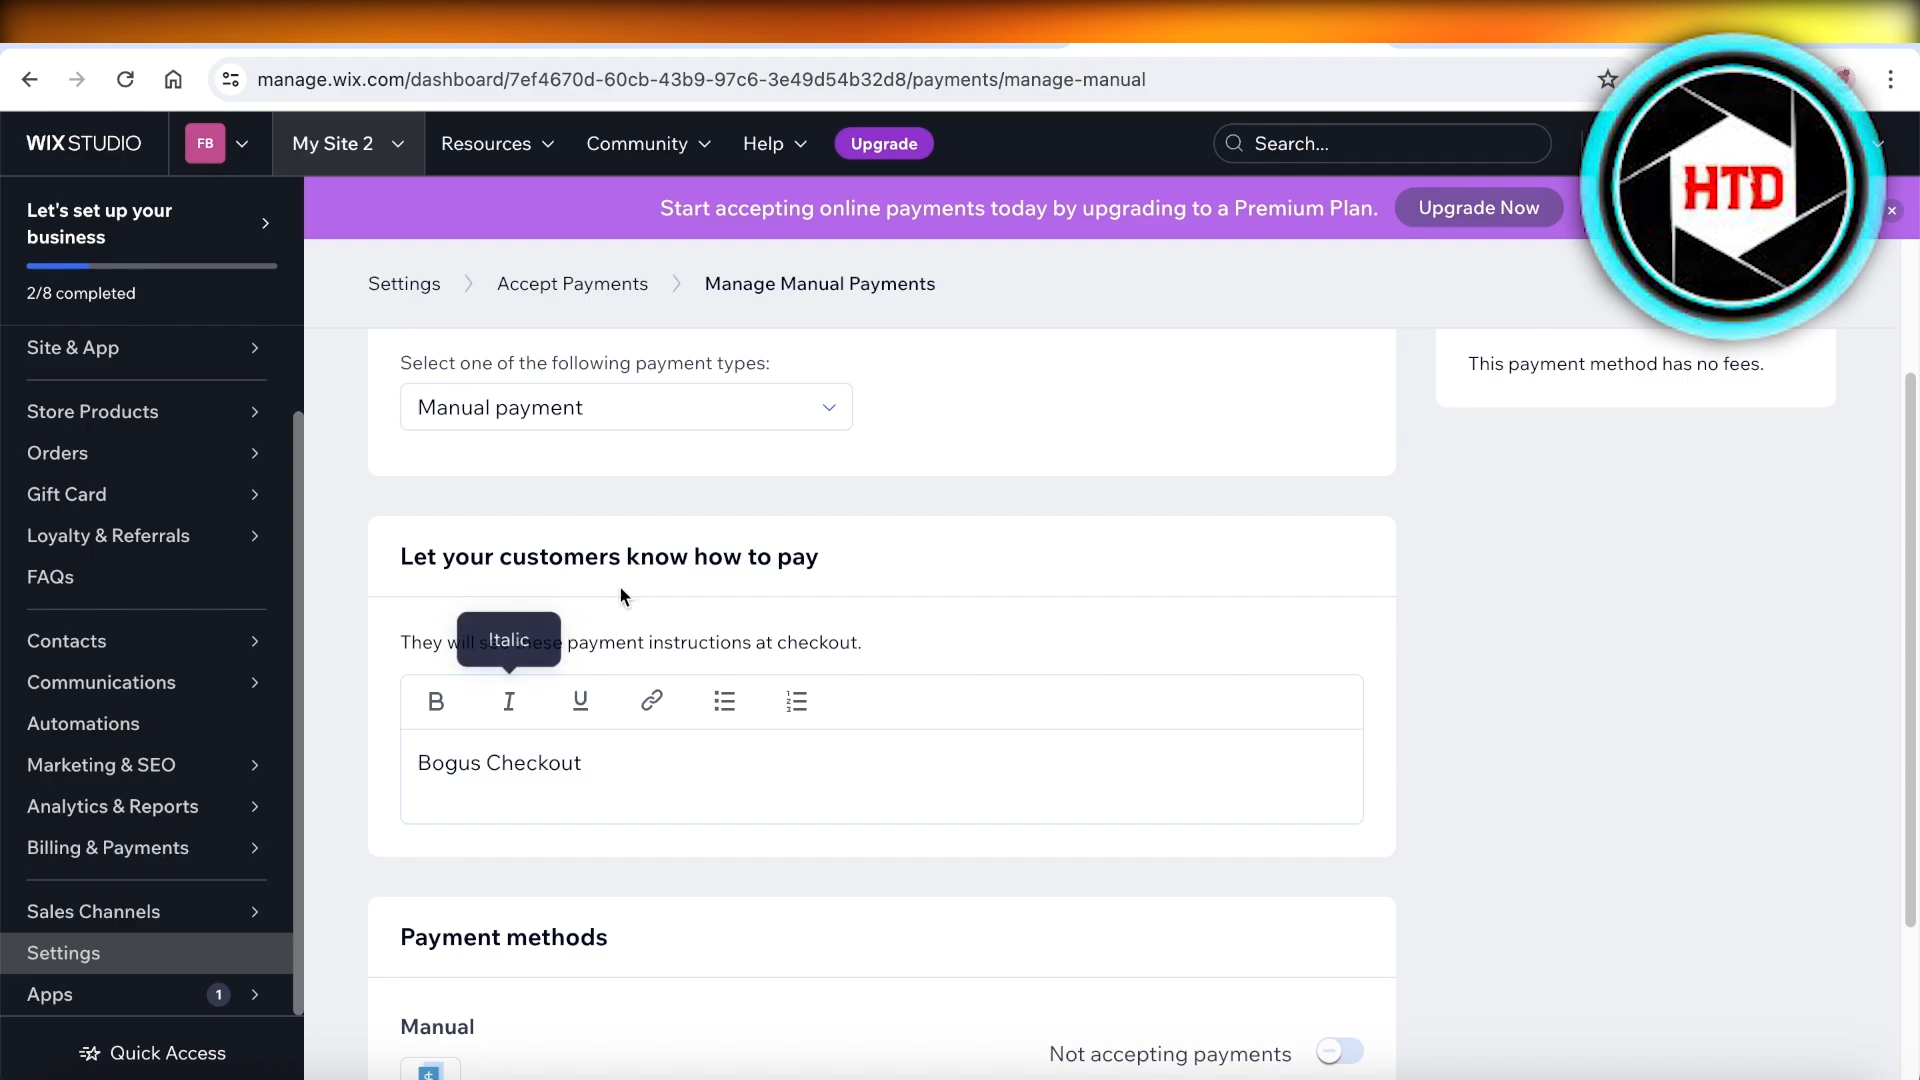 manage.wix.com/dashboard/7ef4670d-60cb-43b9-97c6-3e49d54b32d8/payments/manage-manual
WIX STUDIO
FB
My Site 2
Resources
Community
Help
Upgrade
Search...
HTD
Let's set up your
business
2/8 completed
Start accepting online payments today by upgrading to a Premium Plan.
Upgrade Now
Settings
Accept Payments
Manage Manual Payments
Site & App
Store Products
Orders
Gift Card
Loyalty & Referrals
FAQs
Contacts
Communications
Automations
Marketing & SEO
Analytics & Reports
Billing & Payments
Sales Channels
Settings
Apps
1
Quick Access
Select one of the following payment types:
Manual payment
This payment method has no fees.
Let your customers know how to pay
Italic
They will see these payment instructions at checkout.
B I U
Bogus Checkout
Payment methods
Manual
Not accepting payments